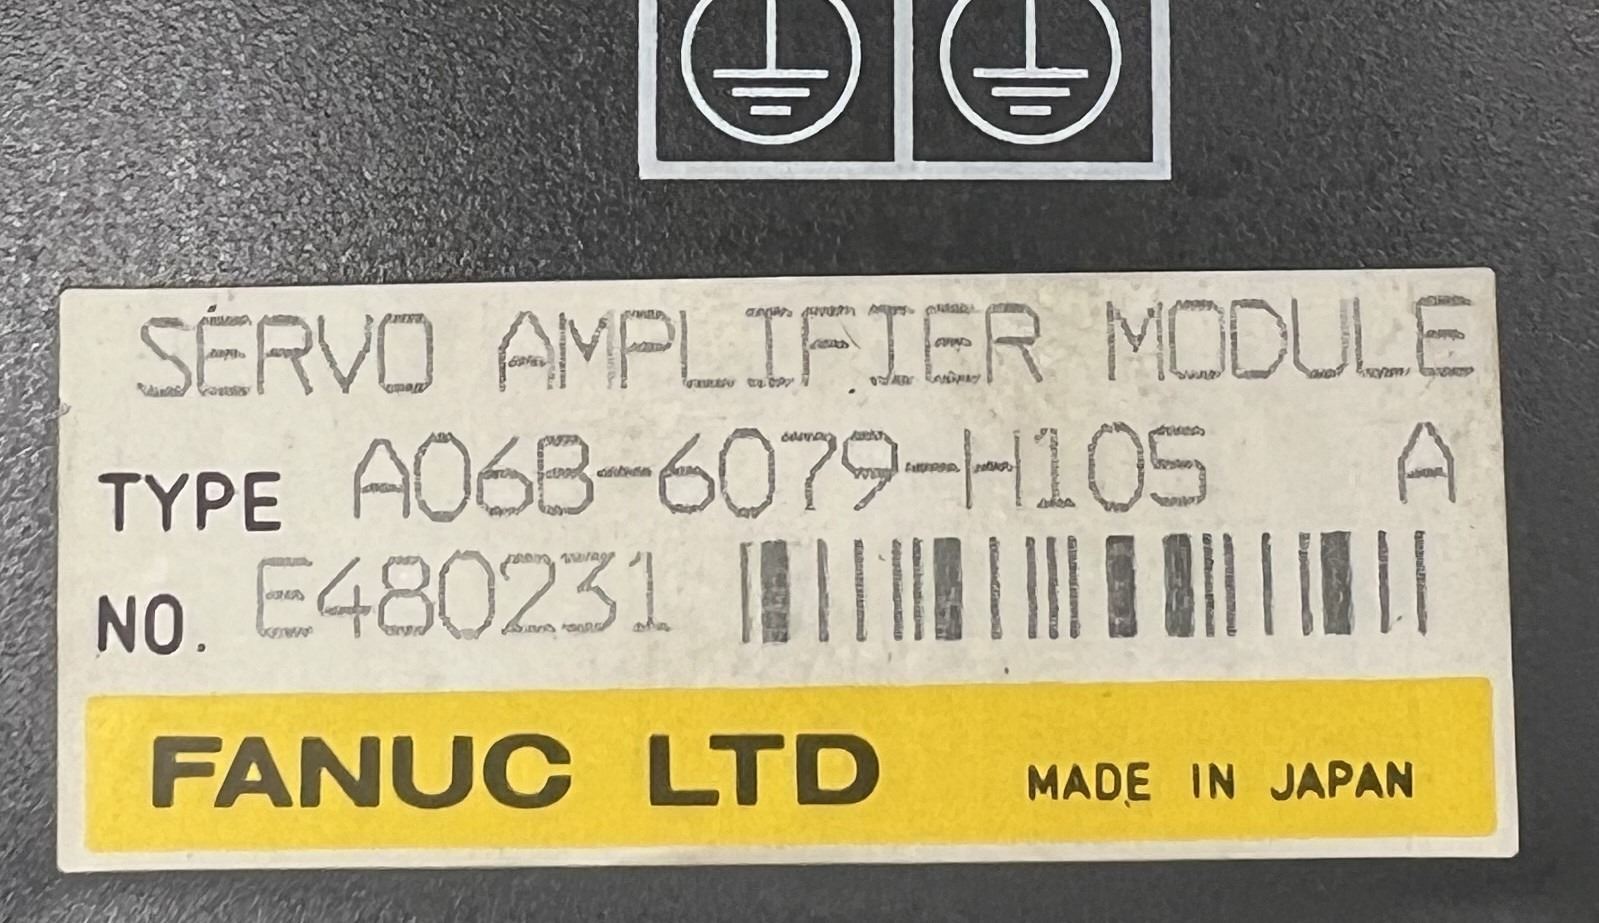 SERVO AMPLIFIER MODULE
TYPE A06B-6079-H105 A
NO. E480231
FANUC LTD MADE IN JAPAN